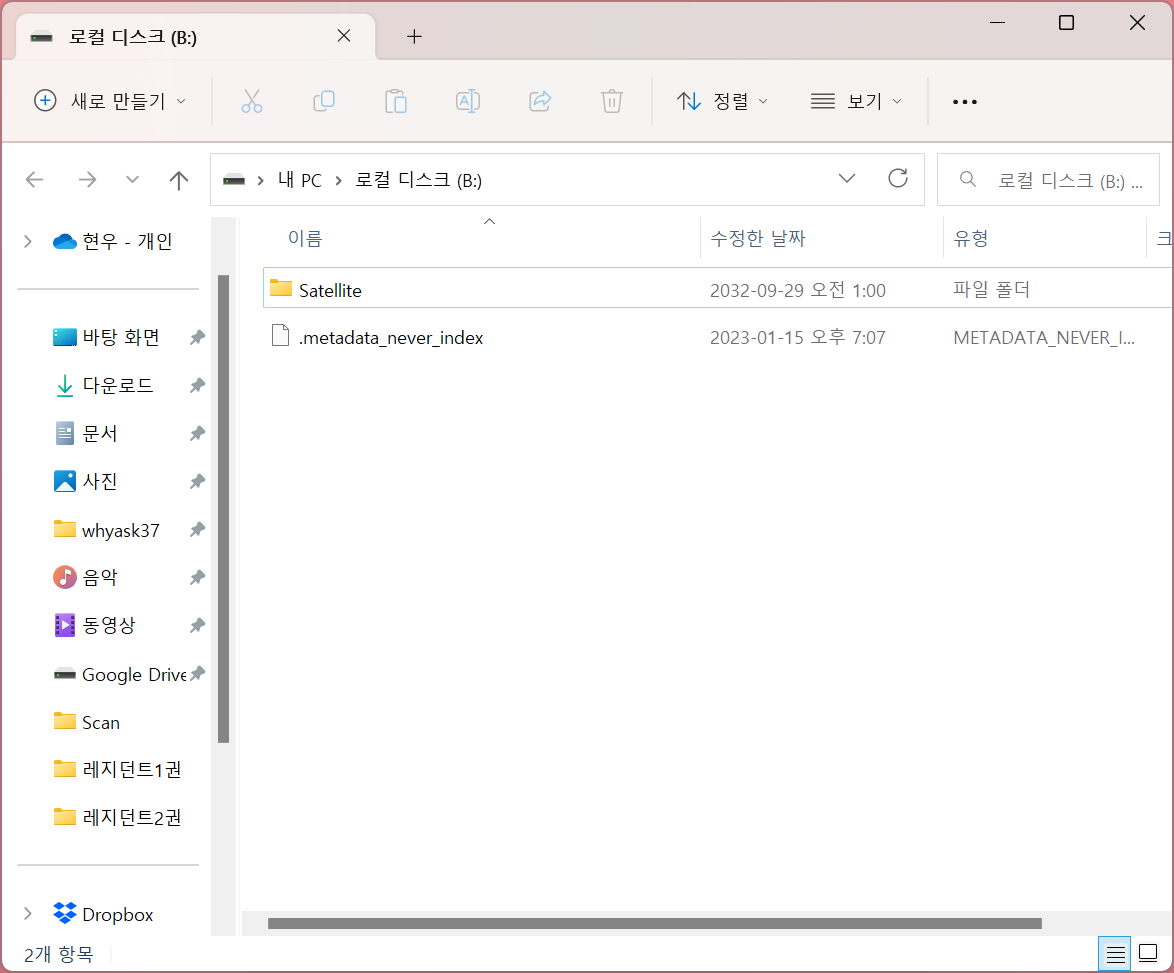 로컬 디스크 (B:)
새로 만들기
정렬
보기
내 PC
로컬 디스크 (B:)
로컬 디스크 (B:) ...
현우 - 개인
바탕 화면
다운로드
문서
사진
whyask37
음악
동영상
Google Drive
Scan
레지던트1권
레지던트2권
Dropbox
이름 수정한 날짜 유형 크
Satellite 2032-09-29 오전 1:00 파일 폴더
.metadata_never_index 2023-01-15 오후 7:07 METADATA_NEVER_I...
2개 항목